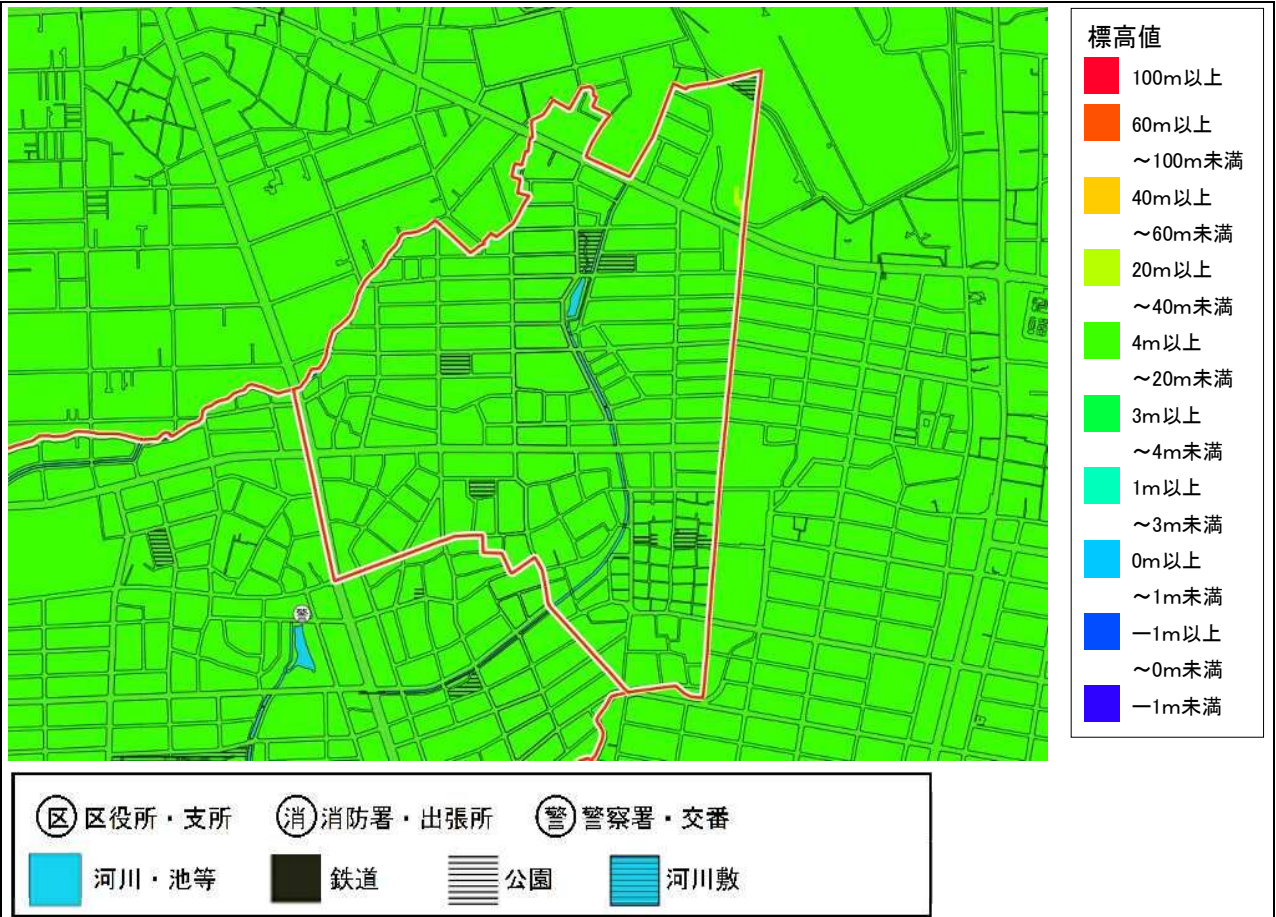 標高値
100m以上
60m以上
～100m未満
40m以上
～60m未満
20m以上
～40m未満
4m以上
～20m未満
3m以上
～4m未満
1m以上
～3m未満
0m以上
～1m未満
－1m以上
～0m未満
－1m未満
警
区 区役所・支所 消 消防署・出張所 警 警察署・交番
河川・池等 鉄道 公園 河川敷